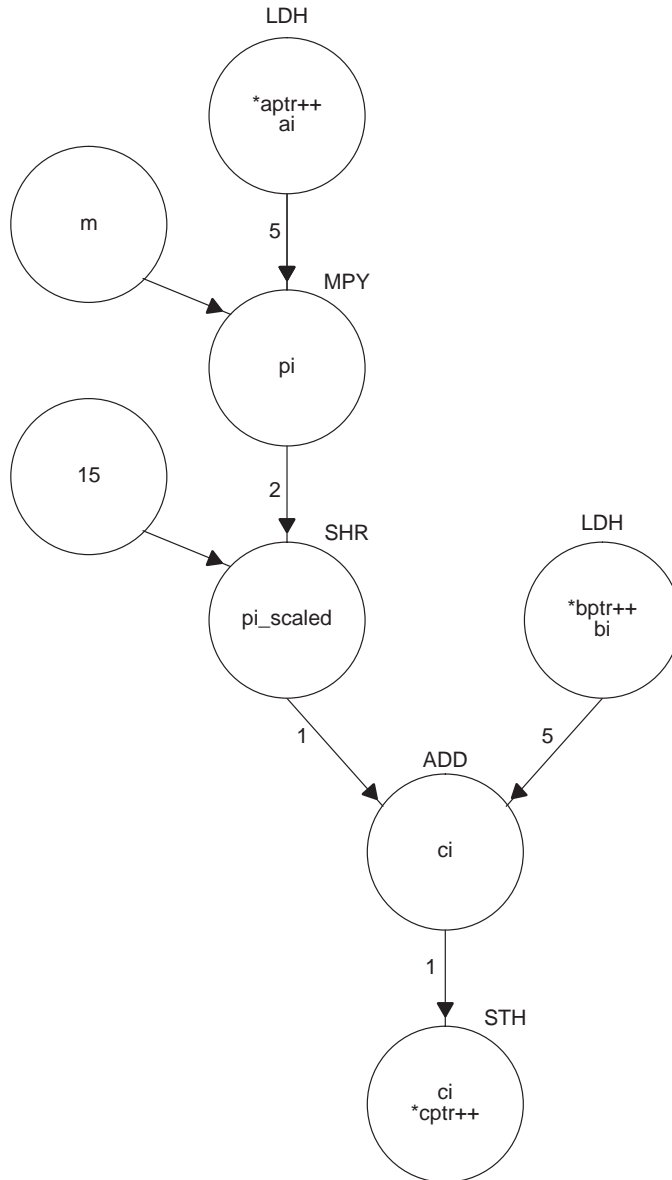 LDH
*aptr++
ai
m
5
MPY
pi
15
2
SHR
LDH
pi_scaled
*bptr++
bi
1
5
ADD
ci
1
STH
ci
*cptr++